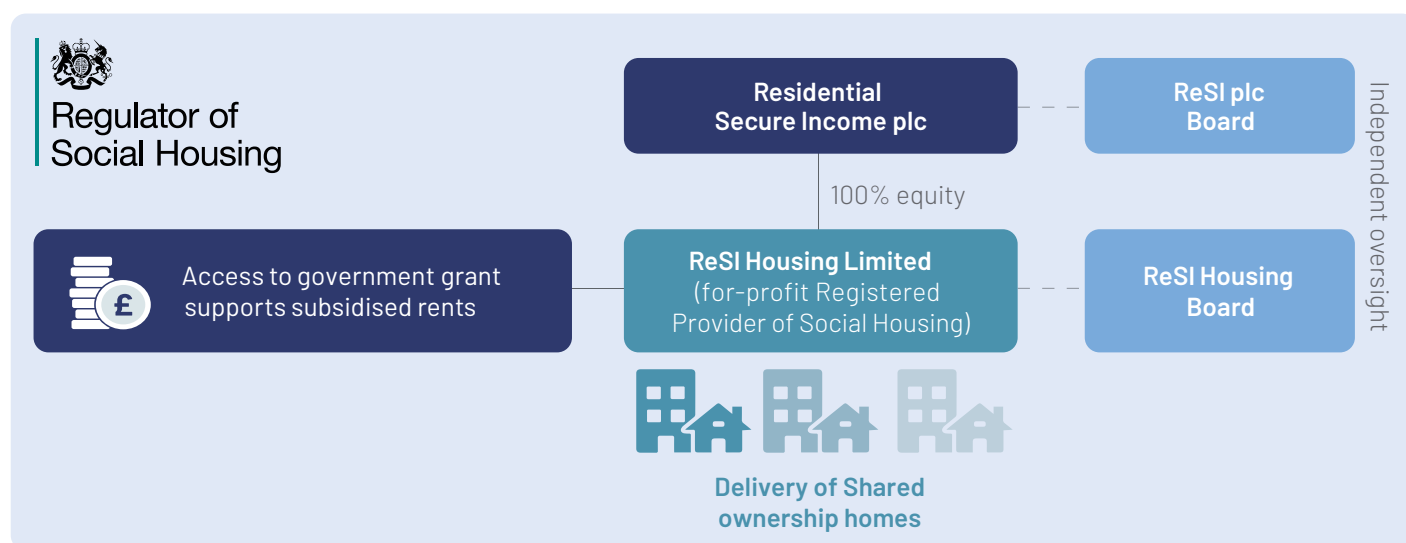 Regulator of
Social Housing
Residential
Secure Income plc
ReSI plc
Board
100% equity
£
Access to government grant
supports subsidised rents
ReSI Housing Limited
(for-profit Registered
Provider of Social Housing)
ReSI Housing
Board
Independent oversight
Delivery of Shared
ownership homes